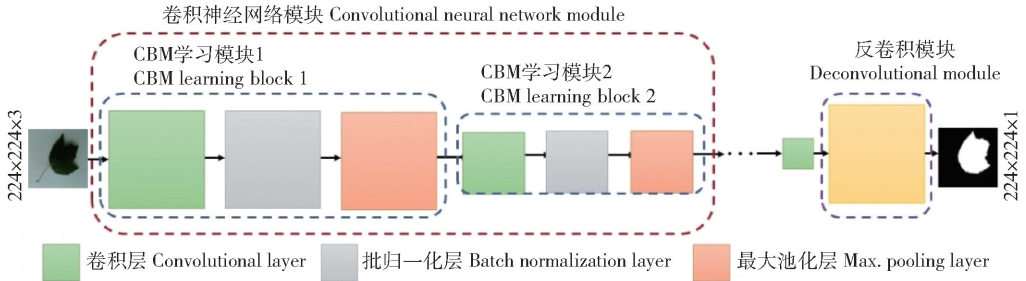 卷积神经网络模块 Convolutional neural network module
CBM学习模块1
CBM learning block 1
CBM学习模块2
CBM learning block 2
反卷积模块
Deconvolutional module
224×224×3
224×224×1
卷积层 Convolutional layer
批归一化层 Batch normalization layer
最大池化层 Max. pooling layer